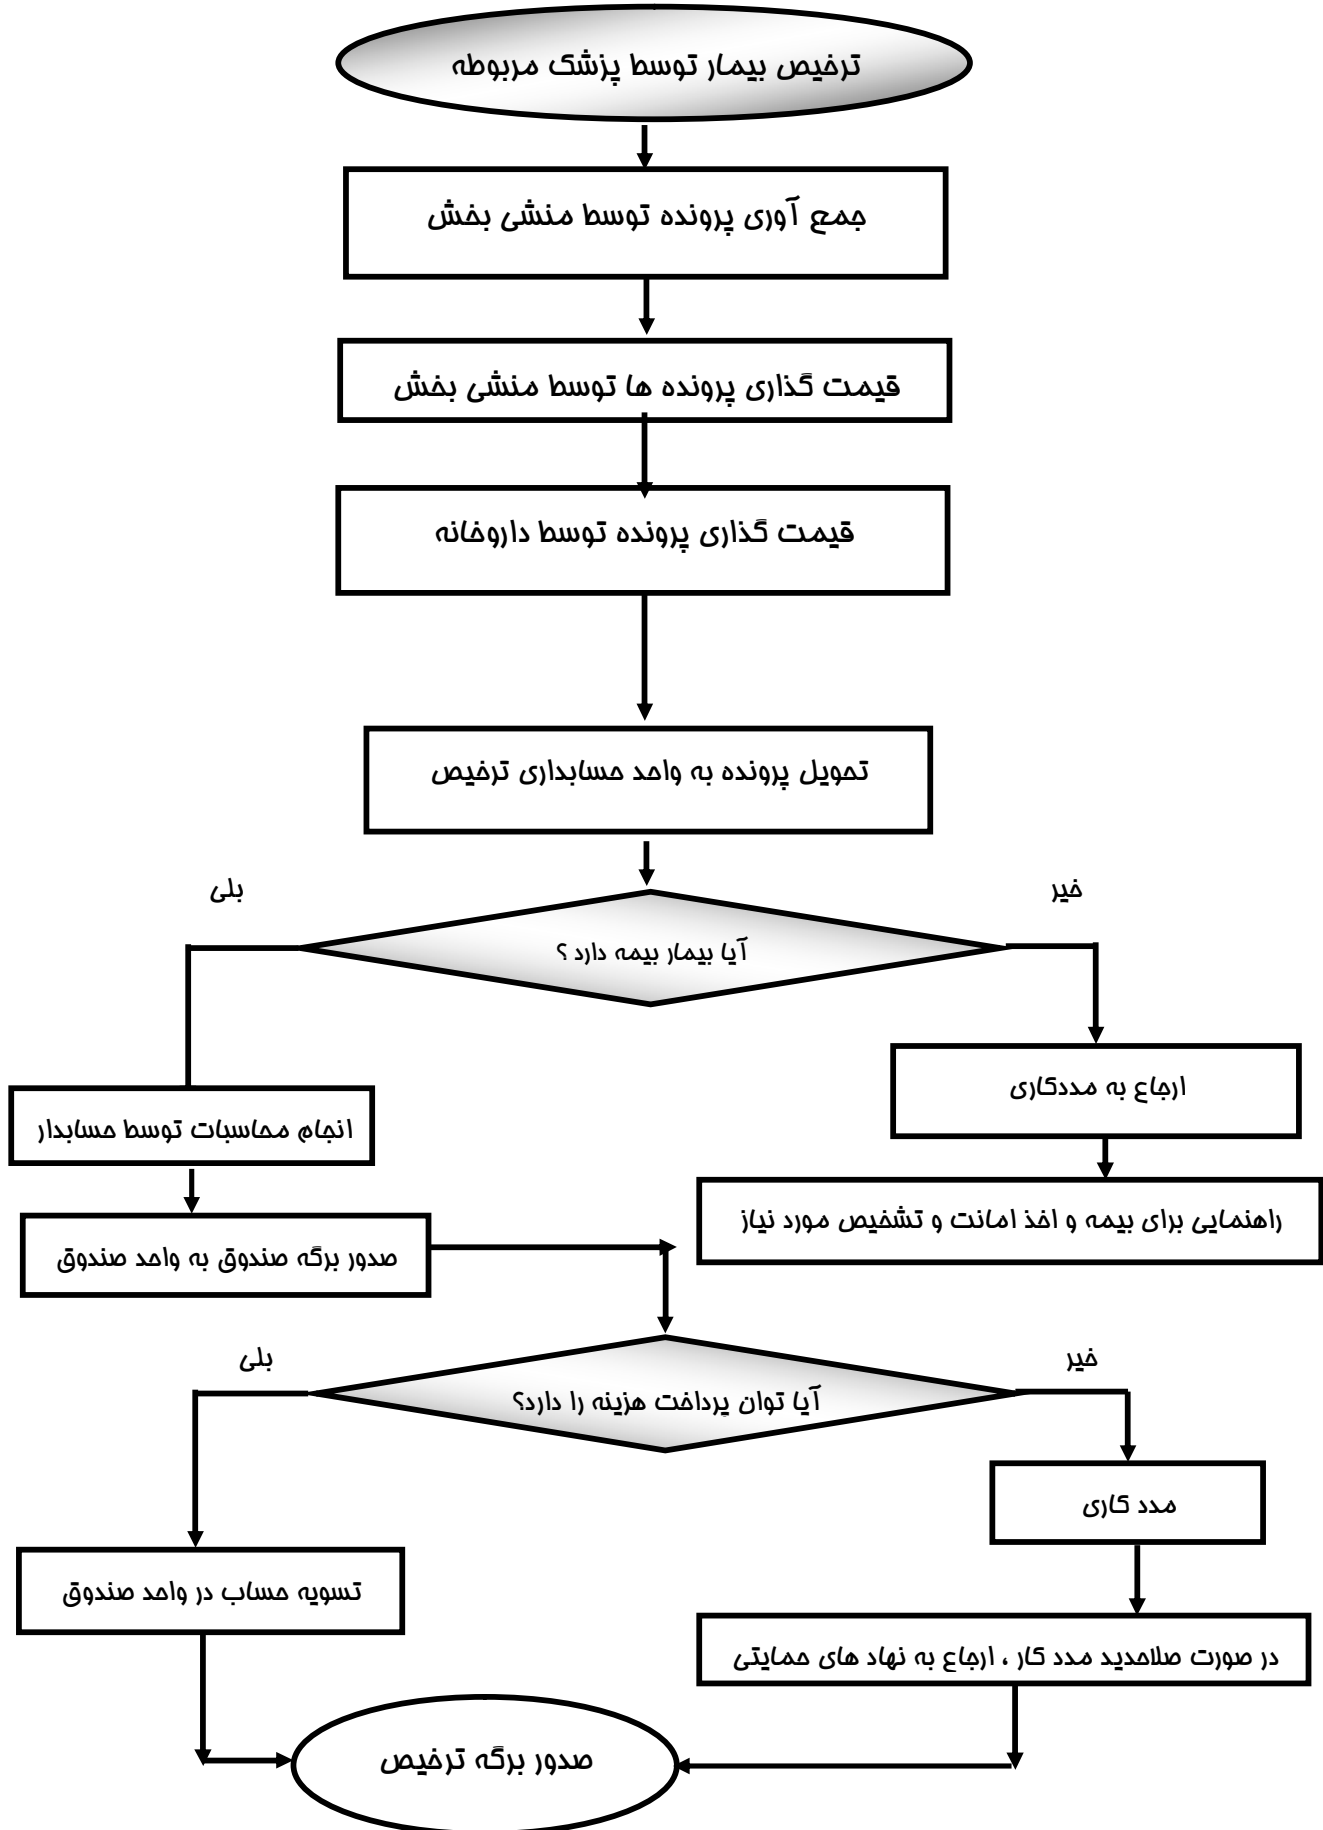 ترخیص بیمار توسط پزشک مربوطه
جمع آوری پرونده توسط منشی بخش
قیمت گذاری پرونده ها توسط منشی بخش
قیمت گذاری پرونده توسط داروخانه
تحویل پرونده به واحد حسابداری ترخیص
خیر
بلی
آیا بیمار بیمه دارد ؟
ارجاع به مددکاری
انجام محاسبات توسط حسابدار
راهنمایی برای بیمه و اخذ امانت و تشخیص مورد نیاز
صدور برگه صندوق به واحد صندوق
خیر
بلی
آیا توان پرداخت هزینه را دارد؟
مدد کاری
تسویه حساب در واحد صندوق
در صورت صلاحدید مدد کار ، ارجاع به نهاد های حمایتی
صدور برگه ترخیص